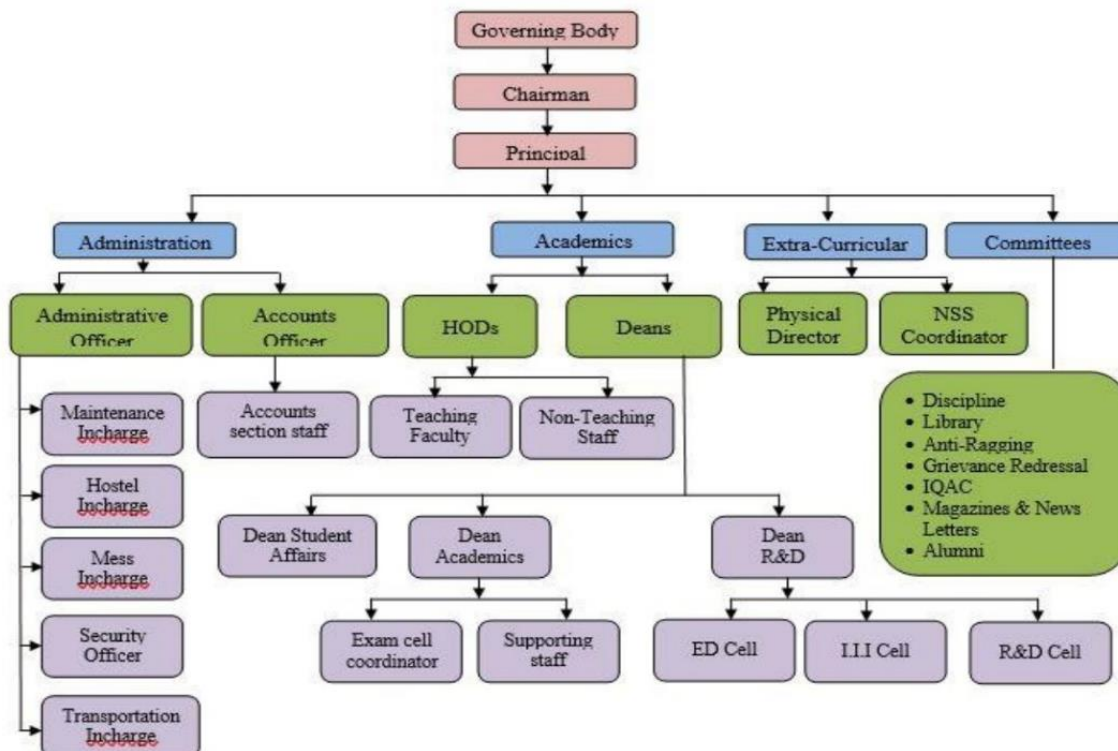 Governing Body
Chairman
Principal
Administration
Academics
Extra-Curricular
Committees
Administrative
Officer
Accounts
Officer
HODs
Deans
Physical
Director
NSS
Coordinator
Maintenance
Incharge
Hostel
Incharge
Mess
Incharge
Security
Officer
Transportation
Incharge
Accounts
section staff
Teaching
Faculty
Non-Teaching
Staff
Dean Student
Affairs
Dean
Academics
Dean
R&D
Exam cell
coordinator
Supporting
staff
ED Cell
I.I.I Cell
R&D Cell
• Discipline
• Library
• Anti-Ragging
• Grievance Redressal
• IQAC
• Magazines & News
Letters
• Alumni